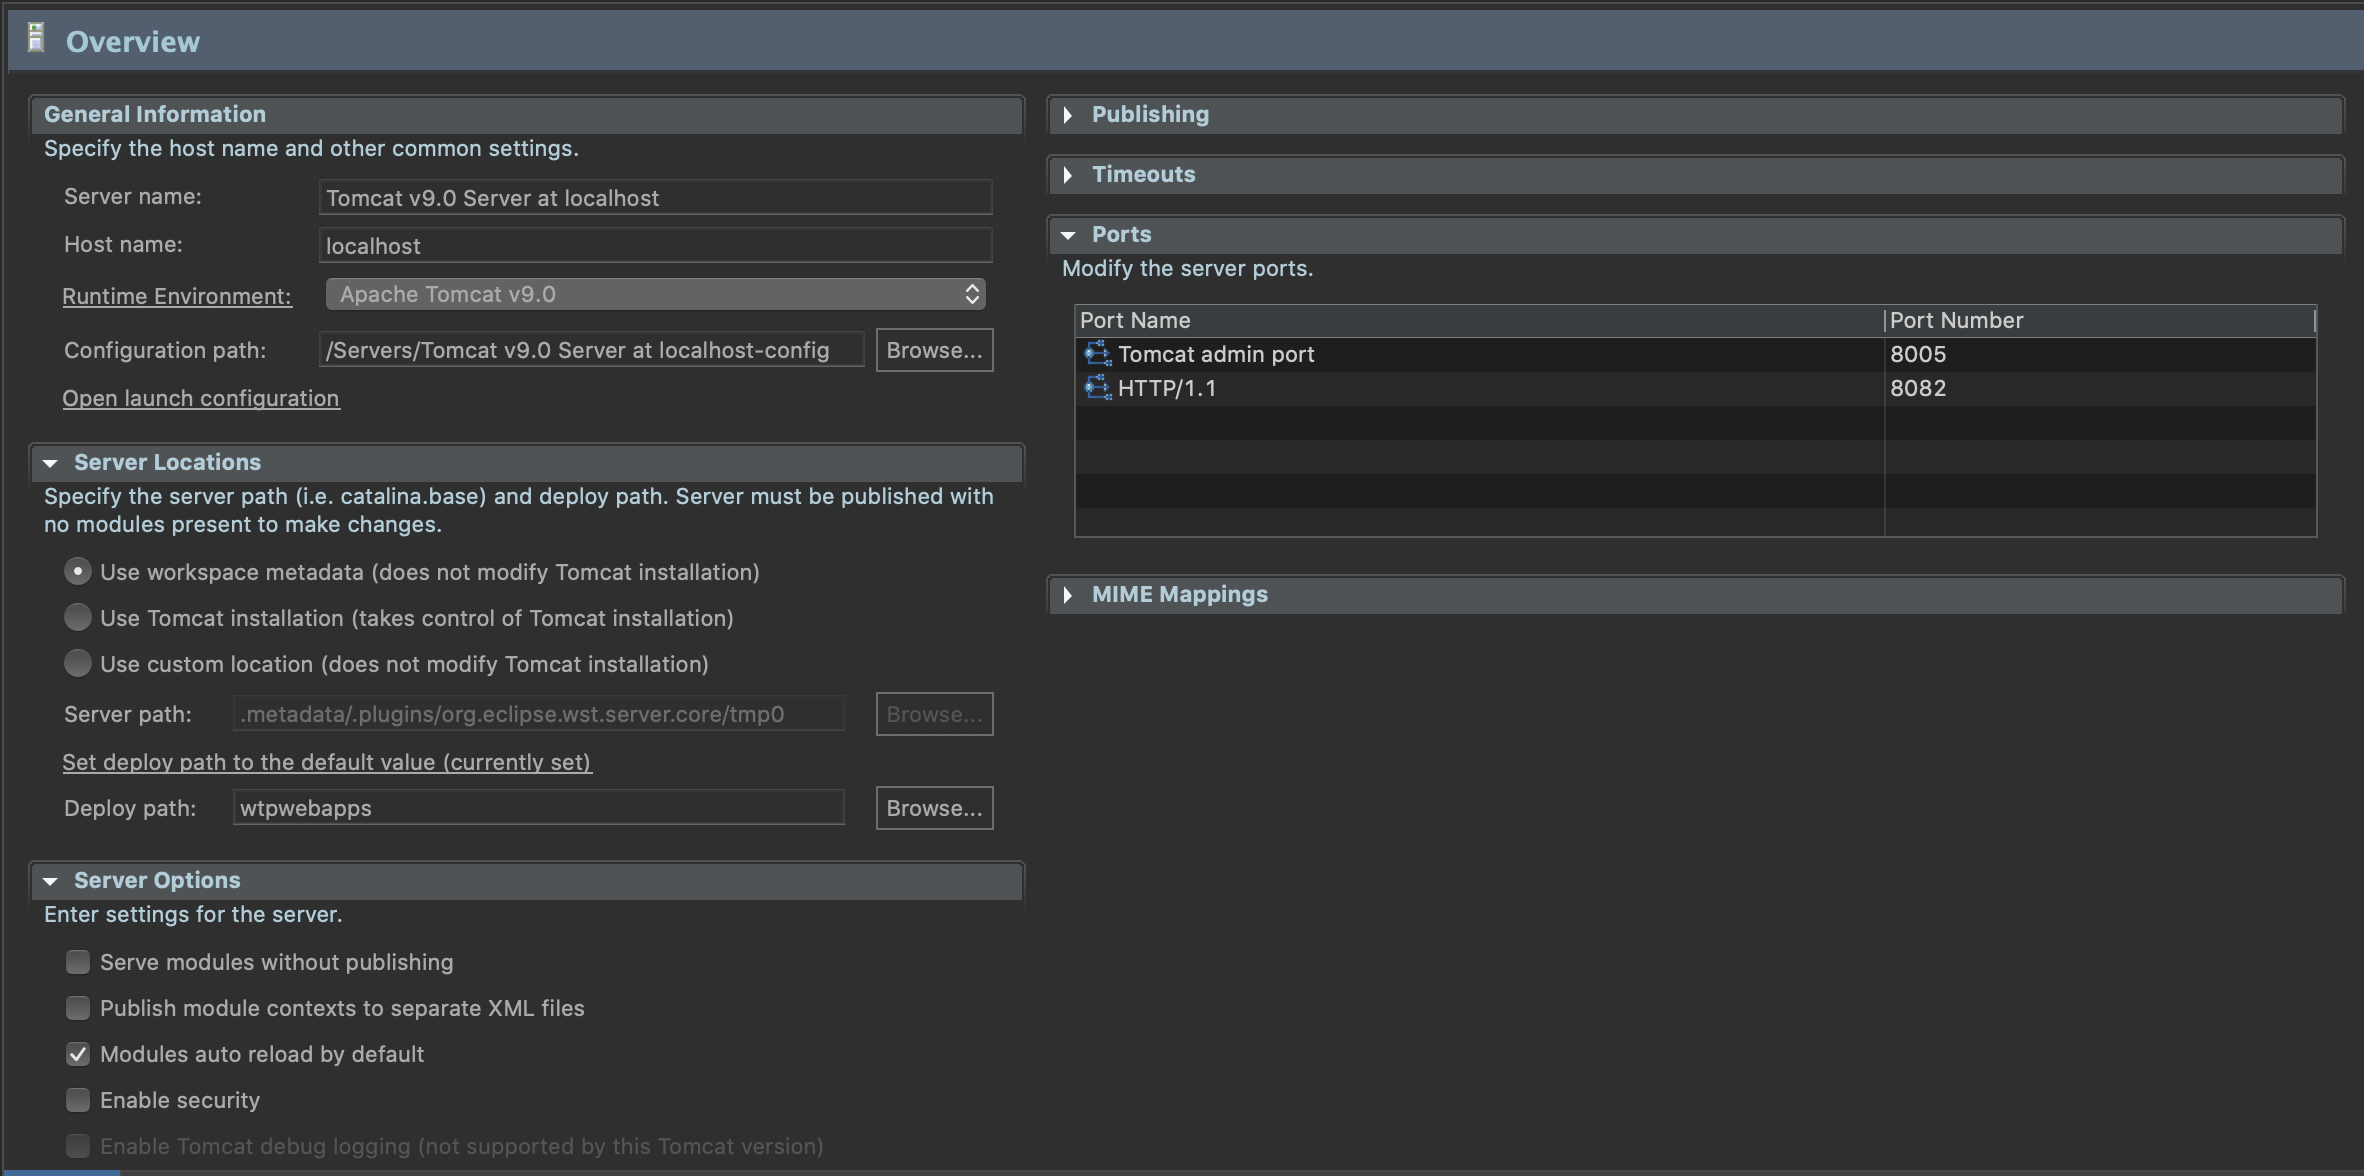 Overview
General Information
Specify the host name and other common settings.
Server name: Tomcat v9.0 Server at localhost
Host name: localhost
Runtime Environment: Apache Tomcat v9.0
Configuration path: /Servers/Tomcat v9.0 Server at localhost-config Browse...
Open launch configuration
Server Locations
Specify the server path (i.e. catalina.base) and deploy path. Server must be published with
no modules present to make changes.
Use workspace metadata (does not modify Tomcat installation)
Use Tomcat installation (takes control of Tomcat installation)
Use custom location (does not modify Tomcat installation)
Server path: .metadata/.plugins/org.eclipse.wst.server.core/tmp0 Browse...
Set deploy path to the default value (currently set)
Deploy path: wtpwebapps Browse...
Server Options
Enter settings for the server.
Serve modules without publishing
Publish module contexts to separate XML files
Modules auto reload by default
Enable security
Enable Tomcat debug logging (not supported by this Tomcat version)
Publishing
Timeouts
Ports
Modify the server ports.
Port Name Port Number
Tomcat admin port 8005
HTTP/1.1 8082
MIME Mappings